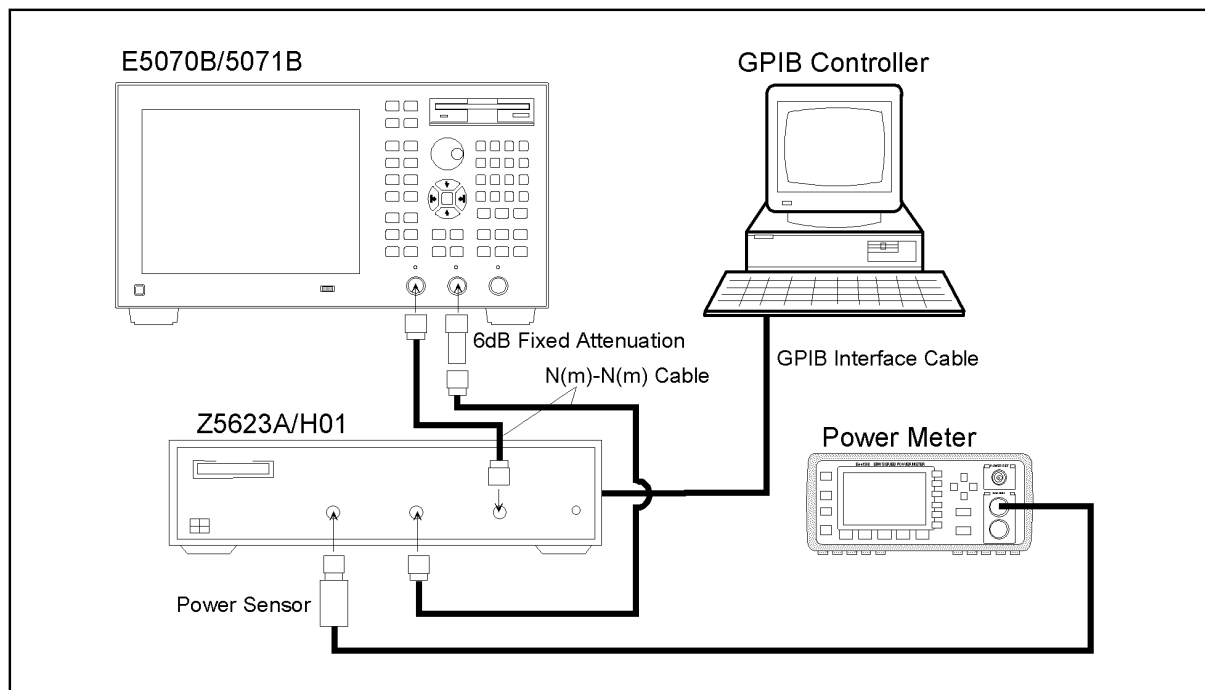 E5070B/5071B
GPIB Controller
6dB Fixed Attenuation
GPIB Interface Cable
N(m)-N(m) Cable
Z5623A/H01
Power Meter
Power Sensor